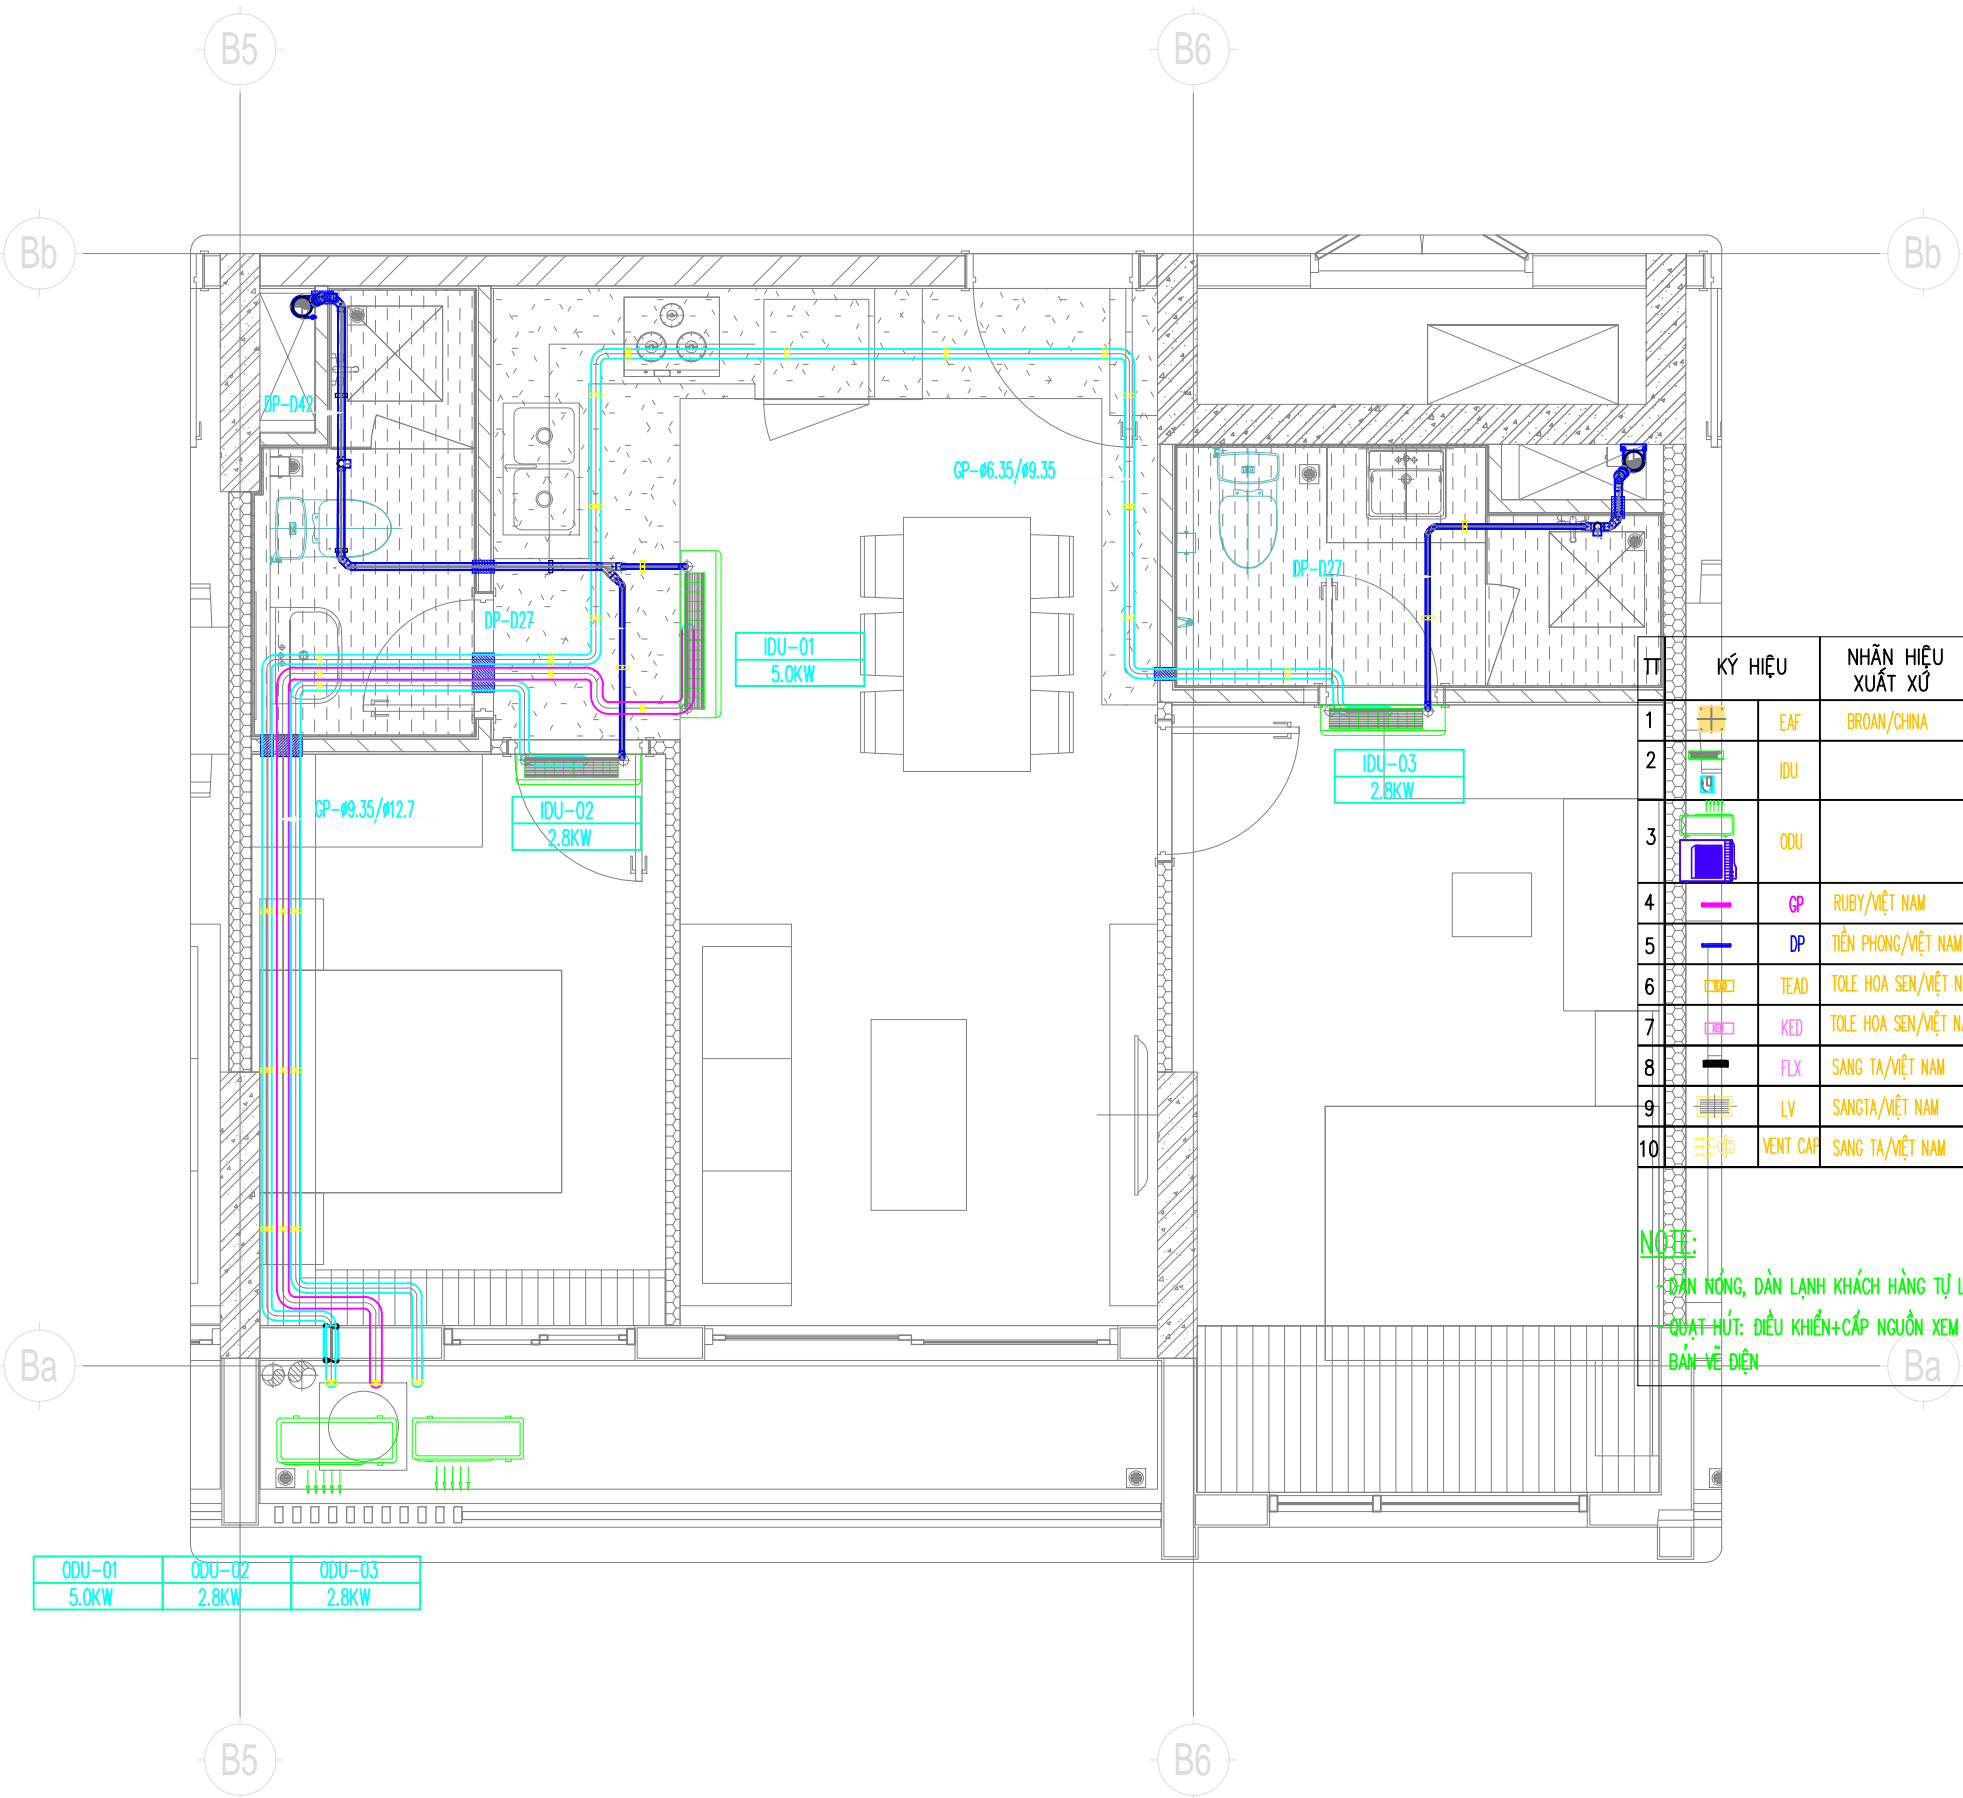 B5
B6
Bb
Bb
DP-D42
GP-ø6.35/ø9.35
DP-D27
DP-D27
IDU-01
5.0KW
IDU-03
2.8KW
IDU-02
2.8KW
GP-ø9.35/ø12.7
TT KÝ HIỆU NHÃN HIỆU
XUẤT XỨ
1 EAF BROAN/CHINA
2 IDU
3 ODU
4 GP RUBY/VIỆT NAM
5 DP TIỀN PHONG/VIỆT NAM
6 TEAD TOLE HOA SEN/VIỆT
7 KED TOLE HOA SEN/VIỆT
8 FLX SANG TA/VIỆT NAM
9 LV SANGTA/VIỆT NAM
10 VENT CAP SANG TA/VIỆT NAM
NOTE:
- DÀN NÓNG, DÀN LẠNH KHÁCH HÀNG TỰ
- QUẠT HÚT: ĐIỀU KHIỂN+CẤP NGUỒN XEM
BẢN VẼ ĐIỆN
Ba
Ba
ODU-01 ODU-02 ODU-03
5.0KW 2.8KW 2.8KW
B5
B6